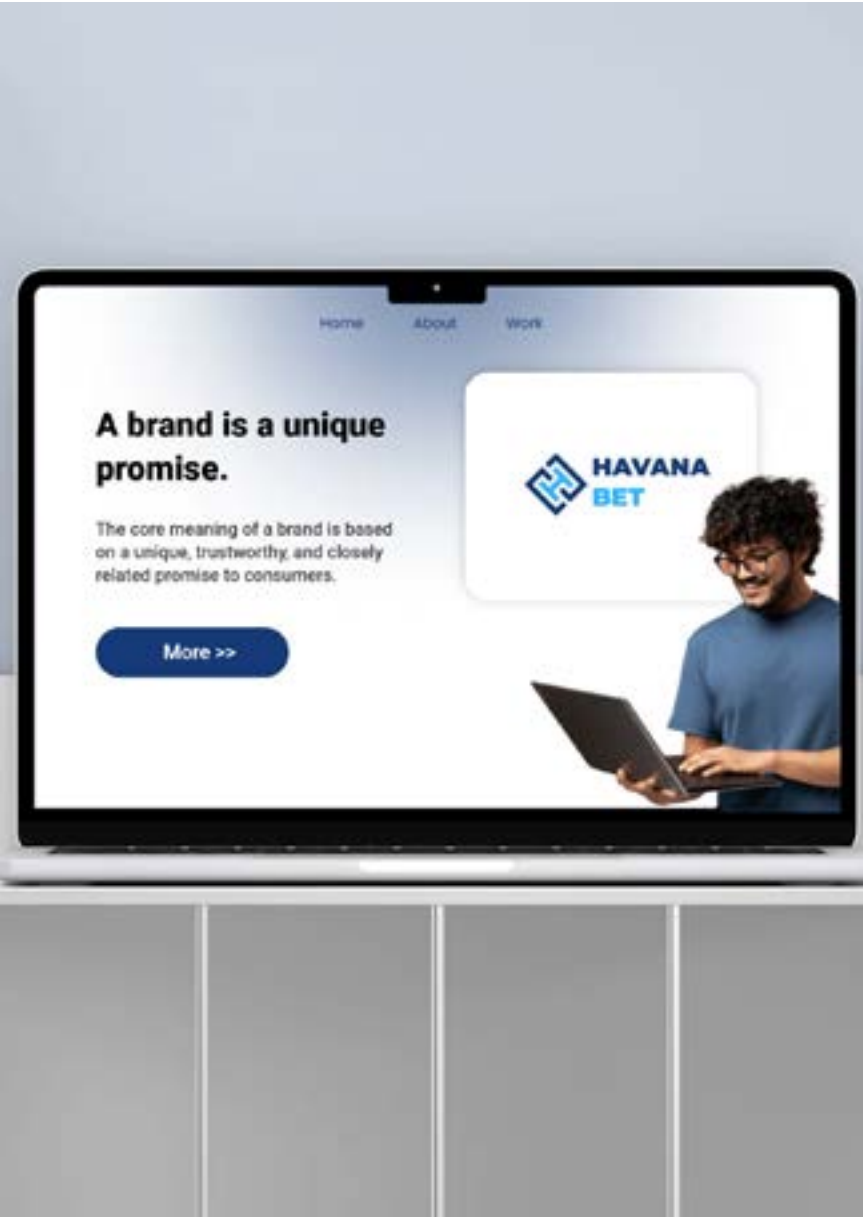 Home About Work
A brand is a unique
promise.
HAVANA
BET
The core meaning of a brand is based
on a unique, trustworthy, and closely
related promise to consumers.
More >>